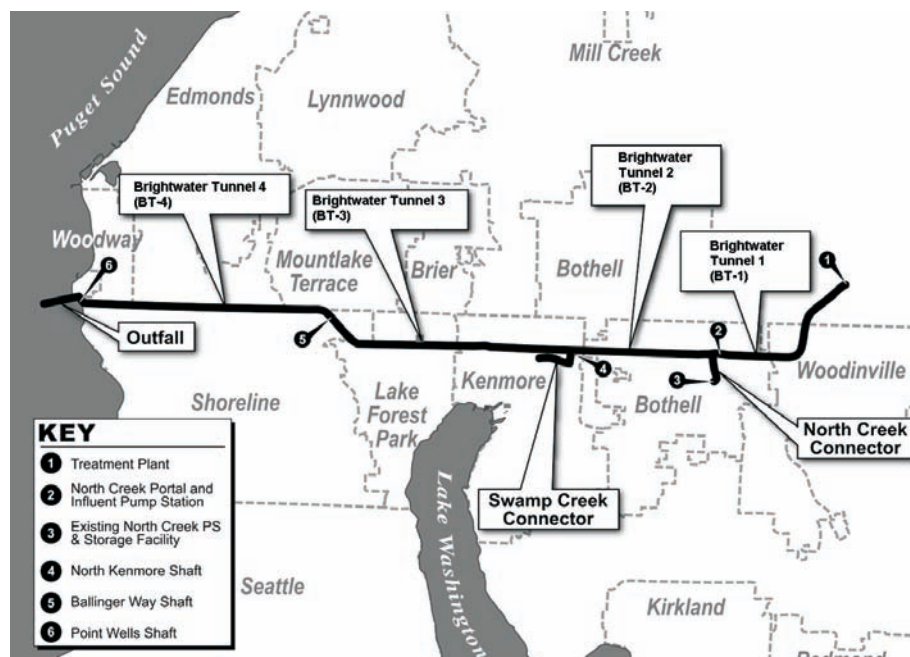 Mill Creek
Puget Sound
Edmonds
Lynnwood
Brightwater
Tunnel 2
(BT-2)
Brightwater Tunnel 4
(BT-4)
Brightwater Tunnel 3
(BT-3)
Woodway
Mountlake
Terrace
Brier
Bothell
Brightwater
Tunnel 1
(BT-1)
1
6
Outfall
5
2
4
3
Kenmore
Woodinville
Shoreline
Lake
Forest
Park
Bothell
North Creek
Connector
Swamp Creek
Connector
Lake Washington
Seattle
Kirkland
Redmond
KEY
1 Treatment Plant
2 North Creek Portal and
Influent Pump Station
3 Existing North Creek PS
& Storage Facility
4 North Kenmore Shaft
5 Ballinger Way Shaft
6 Point Wells Shaft